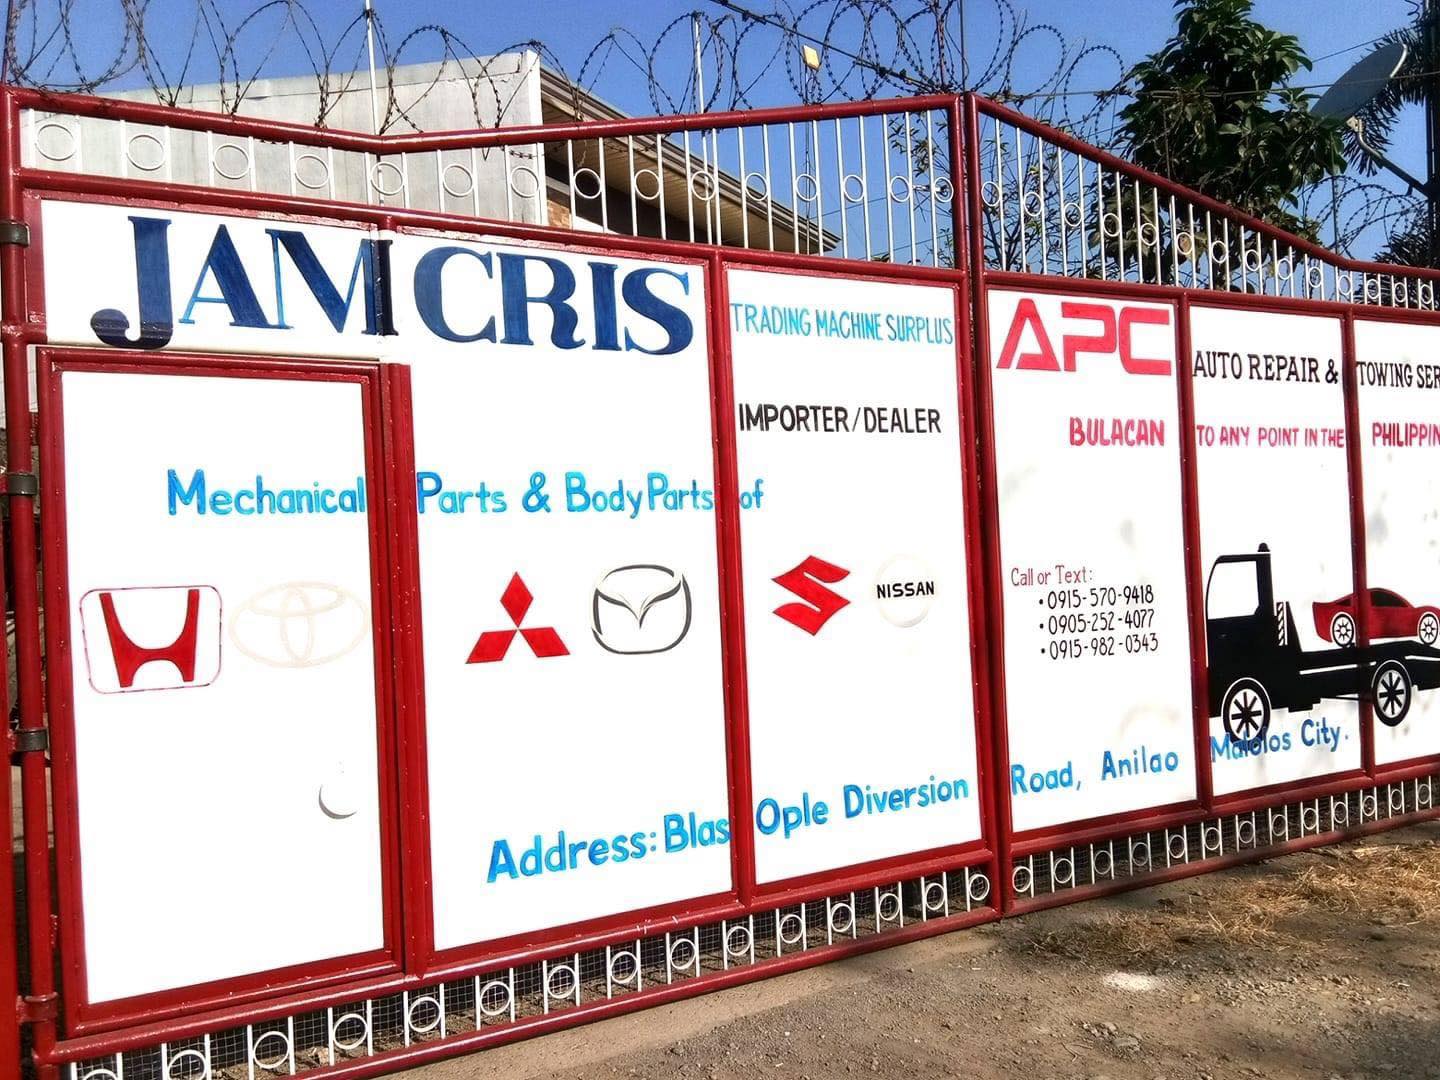 JAMCRIS
TRADING MACHINE SURPLUS
IMPORTER/DEALER
Mechanical Parts & Body Parts of
NISSAN
Address: Blas Ople Diversion Road, Anilao Malolos City.
APC
AUTO REPAIR & TOWING SER
BULACAN TO ANY POINT IN THE PHILIPPIN
Call or Text:
• 0915-570-9418
• 0905-252-4077
• 0915-982-0343